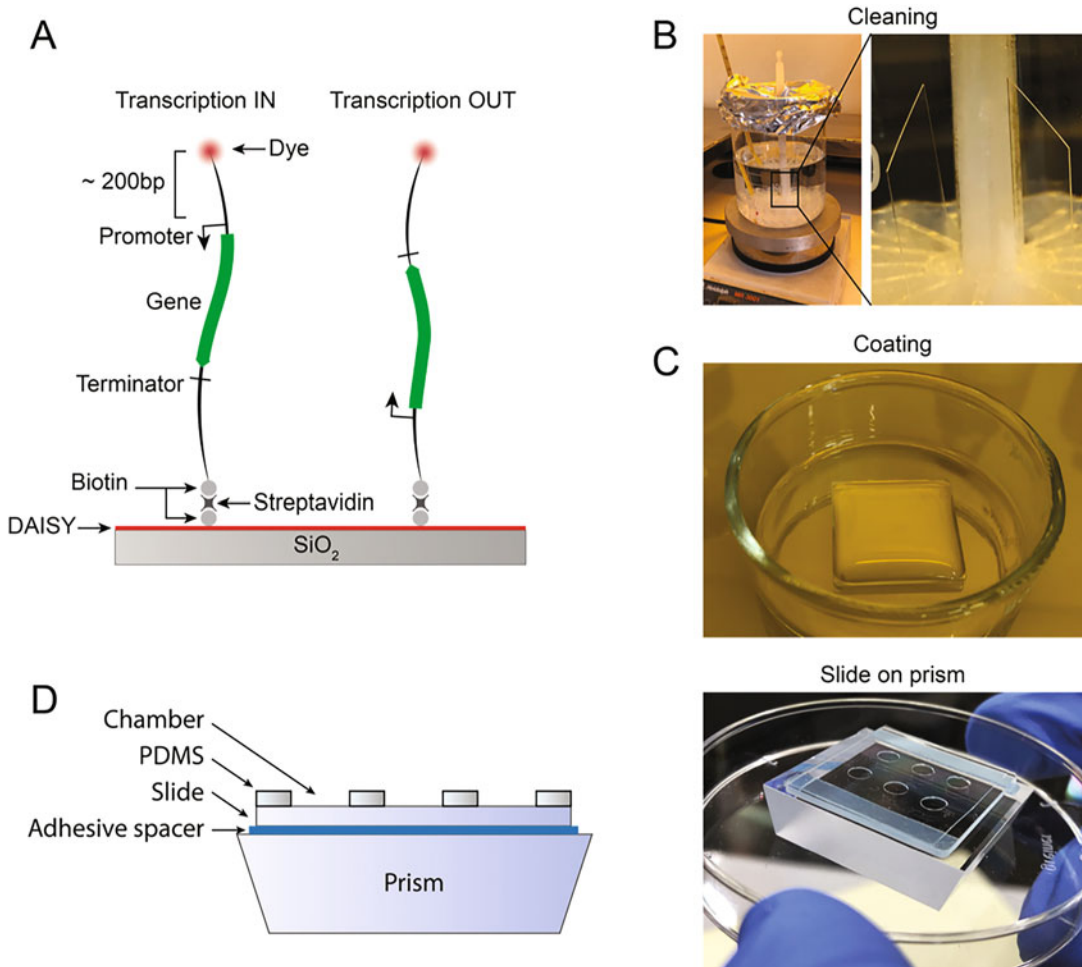 A
Transcription IN
Transcription OUT
Dye
~ 200bp
Promoter
Gene
Terminator
Biotin
Streptavidin
DAISY
SiO₂
B
Cleaning
C
Coating
D
Chamber
PDMS
Slide
Adhesive spacer
Prism
Slide on prism